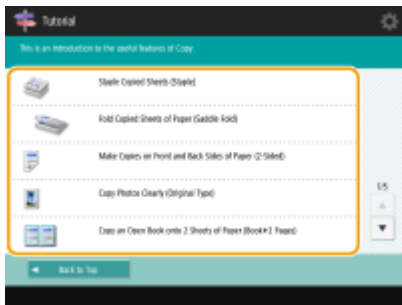 Tutorial
This is an introduction to the useful features of Copy.
Staple Copied Sheets (Staple)
Fold Copied Sheets of Paper (Saddle Fold)
Make Copies on Front and Back Sides of Paper (2-Sided)
Copy Photos Clearly (Original Type)
Copy an Open Book onto 2 Sheets of Paper (Book▸2 Pages)
1/5
Back to Top